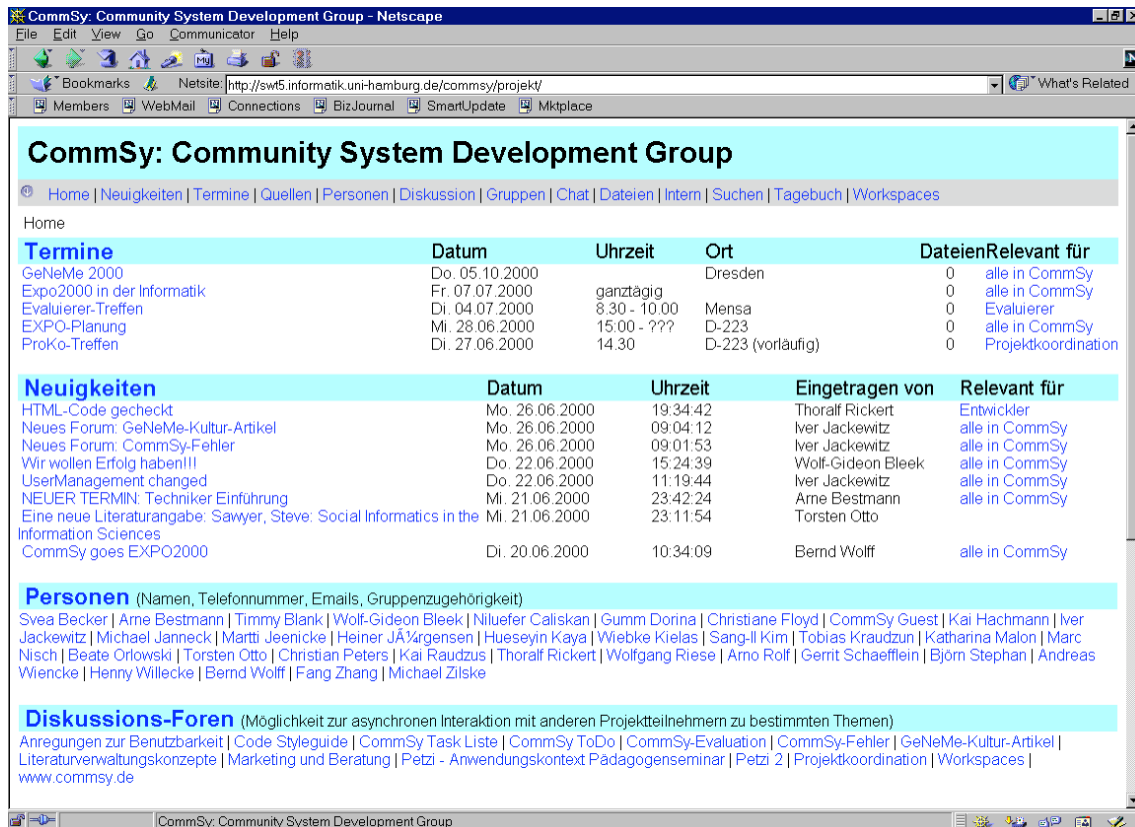 CommSy: Community System Development Group - Netscape
File Edit View Go Communicator Help
Bookmarks Netsite: http://swt5.informatik.uni-hamburg.de/commsy/projekt/ What's Related
Members WebMail Connections BizJournal SmartUpdate Mktplace
CommSy: Community System Development Group
Home | Neuigkeiten | Termine | Quellen | Personen | Diskussion | Gruppen | Chat | Dateien | Intern | Suchen | Tagebuch | Workspaces
Home
Termine Datum Uhrzeit Ort Dateien Relevant für
GeNeMe 2000 Do. 05.10.2000 Dresden 0 alle in CommSy
Expo2000 in der Informatik Fr. 07.07.2000 ganztägig 0 alle in CommSy
Evaluierer-Treffen Di. 04.07.2000 8.30 - 10.00 Mensa 0 Evaluierer
EXPO-Planung Mi. 28.06.2000 15:00 - ??? D-223 0 alle in CommSy
ProKo-Treffen Di. 27.06.2000 14.30 D-223 (vorläufig) 0 Projektkoordination
Neuigkeiten Datum Uhrzeit Eingetragen von Relevant für
HTML-Code gecheckt Mo. 26.06.2000 19:34:42 Thoralf Rickert Entwickler
Neues Forum: GeNeMe-Kultur-Artikel Mo. 26.06.2000 09:04:12 Iver Jackewitz alle in CommSy
Neues Forum: CommSy-Fehler Mo. 26.06.2000 09:01:53 Iver Jackewitz alle in CommSy
Wir wollen Erfolg haben!!! Do. 22.06.2000 15:24:39 Wolf-Gideon Bleek alle in CommSy
UserManagement changed Do. 22.06.2000 11:19:44 Iver Jackewitz alle in CommSy
NEUER TERMIN: Techniker Einführung Mi. 21.06.2000 23:42:24 Arne Bestmann alle in CommSy
Eine neue Literaturangabe: Sawyer, Steve: Social Informatics in the Mi. 21.06.2000 23:11:54 Torsten Otto
Information Sciences
CommSy goes EXPO2000 Di. 20.06.2000 10:34:09 Bernd Wolff alle in CommSy
Personen (Namen, Telefonnummer, Emails, Gruppenzugehörigkeit)
Svea Becker | Arne Bestmann | Timmy Blank | Wolf-Gideon Bleek | Niluefer Caliskan | Gumm Dorina | Christiane Floyd | CommSy Guest | Kai Hachmann | Iver
Jackewitz | Michael Janneck | Martti Jeenicke | Heiner JÃ¼rgensen | Hueseyin Kaya | Wiebke Kielas | Sang-Il Kim | Tobias Kraudzun | Katharina Malon | Marc
Nisch | Beate Orlowski | Torsten Otto | Christian Peters | Kai Raudzus | Thoralf Rickert | Wolfgang Riese | Arno Rolf | Gerrit Schaefflein | Björn Stephan | Andreas
Wiencke | Henny Willecke | Bernd Wolff | Fang Zhang | Michael Zilske
Diskussions-Foren (Möglichkeit zur asynchronen Interaktion mit anderen Projektteilnehmern zu bestimmten Themen)
Anregungen zur Benutzbarkeit | Code Styleguide | CommSy Task Liste | CommSy ToDo | CommSy-Evaluation | CommSy-Fehler | GeNeMe-Kultur-Artikel |
Literaturverwaltungskonzepte | Marketing und Beratung | Petzi - Anwendungskontext Pädagogenseminar | Petzi 2 | Projektkoordination | Workspaces |
www.commsy.de
CommSy: Community System Development Group